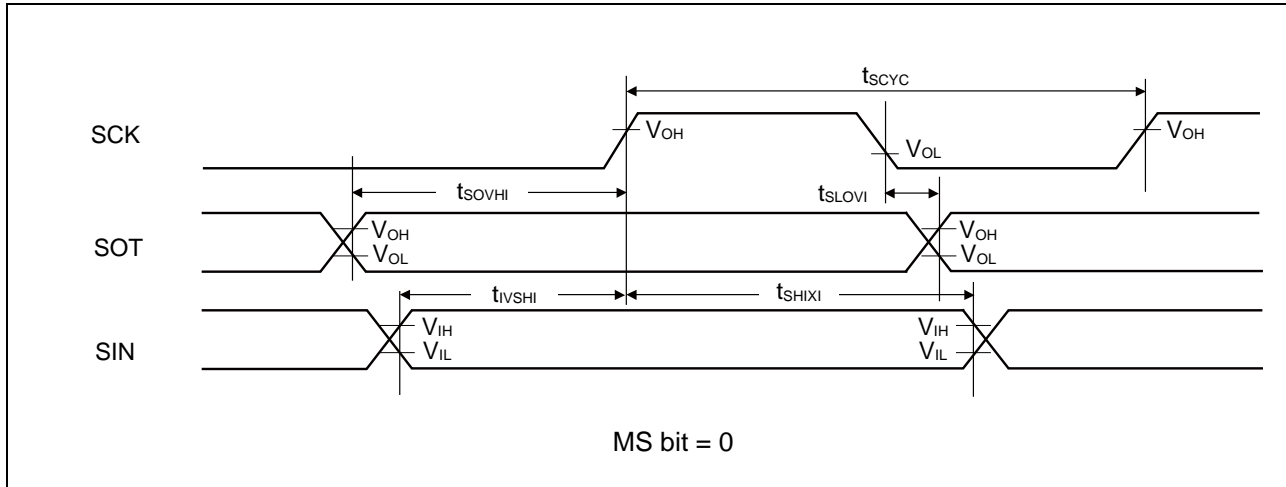 tSCYC
SCK
VOH
VOL
VOH
tSOVHI
tSLOVI
SOT
VOH
VOL
VOH
VOL
tIVSHI
tSHIXI
SIN
VIH
VIL
VIH
VIL
MS bit = 0